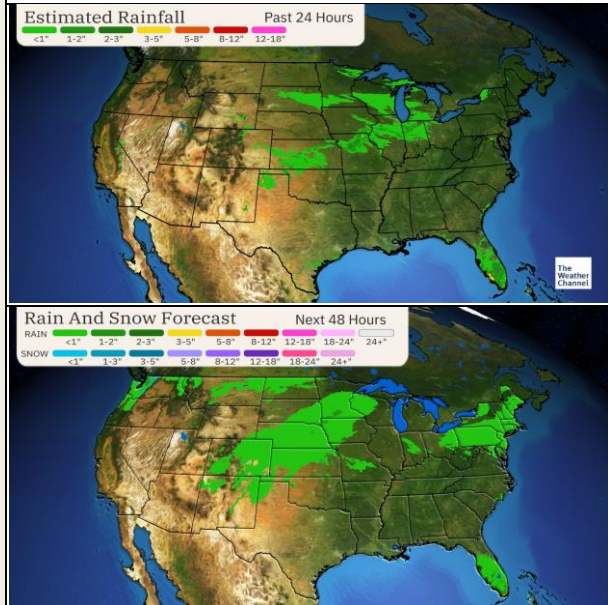 Estimated Rainfall Past 24 Hours
<1" 1-2" 2-3" 3-5" 5-8" 8-12" 12-18"
The
Weather
Channel
Rain And Snow Forecast Next 48 Hours
RAIN
<1" 1-2" 2-3" 3-5" 5-8" 8-12" 12-18" 18-24" 24+"
SNOW
<1" 1-3" 3-5" 5-8" 8-12" 12-18" 18-24" 24+"